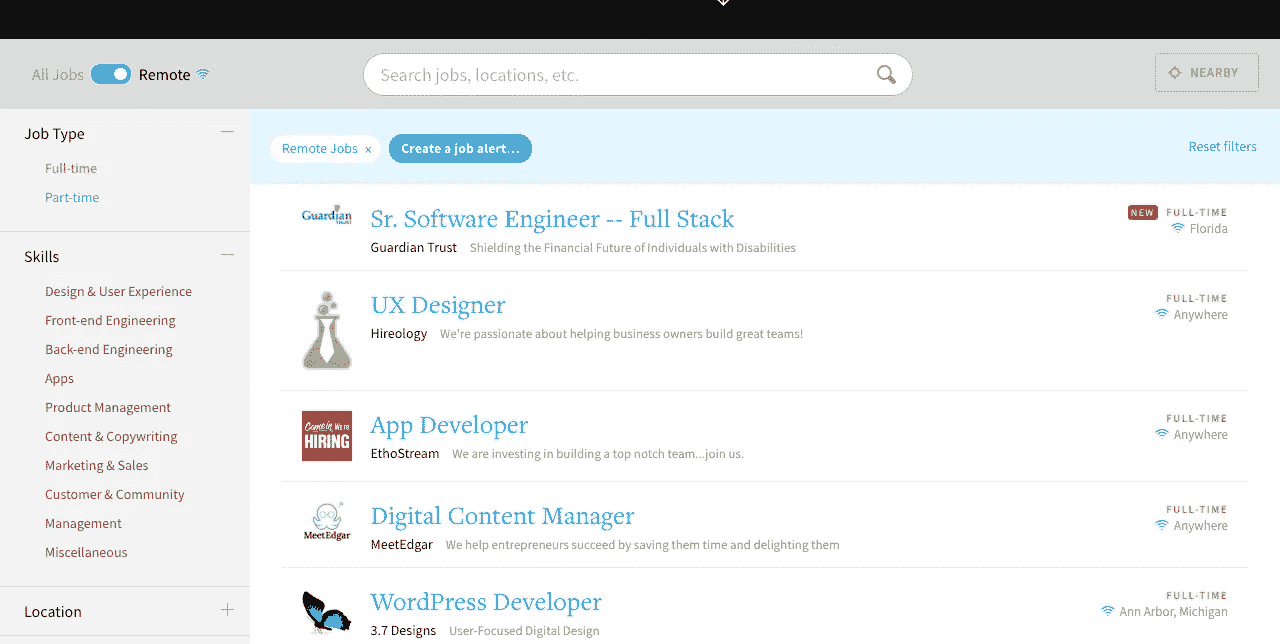 All Jobs Remote
Search jobs, locations, etc.
NEARBY
Job Type
Full-time
Part-time
Skills
Design & User Experience
Front-end Engineering
Back-end Engineering
Apps
Product Management
Content & Copywriting
Marketing & Sales
Customer & Community
Management
Miscellaneous
Location
Remote Jobs x Create a job alert...
Reset filters
Guardian
TRUST
Sr. Software Engineer -- Full Stack
Guardian Trust Shielding the Financial Future of Individuals with Disabilities
NEW FULL-TIME
Florida
UX Designer
Hireology We're passionate about helping business owners build great teams!
FULL-TIME
Anywhere
Come in, We're
HIRING
App Developer
EthoStream We are investing in building a top notch team...join us.
FULL-TIME
Anywhere
MeetEdgar
Digital Content Manager
MeetEdgar We help entrepreneurs succeed by saving them time and delighting them
FULL-TIME
Anywhere
WordPress Developer
3.7 Designs User-Focused Digital Design
FULL-TIME
Ann Arbor, Michigan